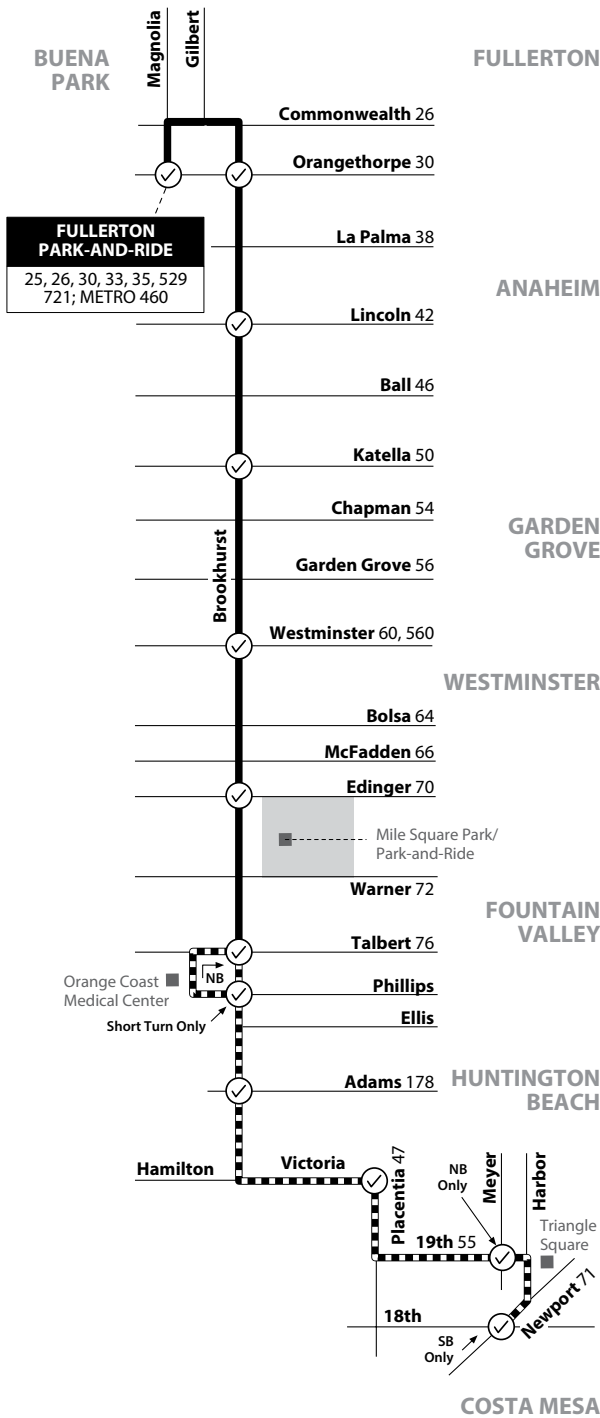 BUENA
PARK
Magnolia
Gilbert
FULLERTON
Commonwealth 26
Orangethorpe 30
FULLERTON
PARK-AND-RIDE
25, 26, 30, 33, 35, 529
721; METRO 460
La Palma 38
ANAHEIM
Lincoln 42
Ball 46
Katella 50
Chapman 54
GARDEN
GROVE
Brookhurst
Garden Grove 56
Westminster 60, 560
WESTMINSTER
Bolsa 64
McFadden 66
Edinger 70
Mile Square Park/
Park-and-Ride
Warner 72
FOUNTAIN
VALLEY
Talbert 76
NB
Orange Coast
Medical Center
Phillips
Short Turn Only
Ellis
Adams 178
HUNTINGTON
BEACH
Hamilton
Victoria
Placentia 47
NB
Only
Meyer
Harbor
19th 55
Triangle
Square
18th
SB
Only
Newport 71
COSTA MESA